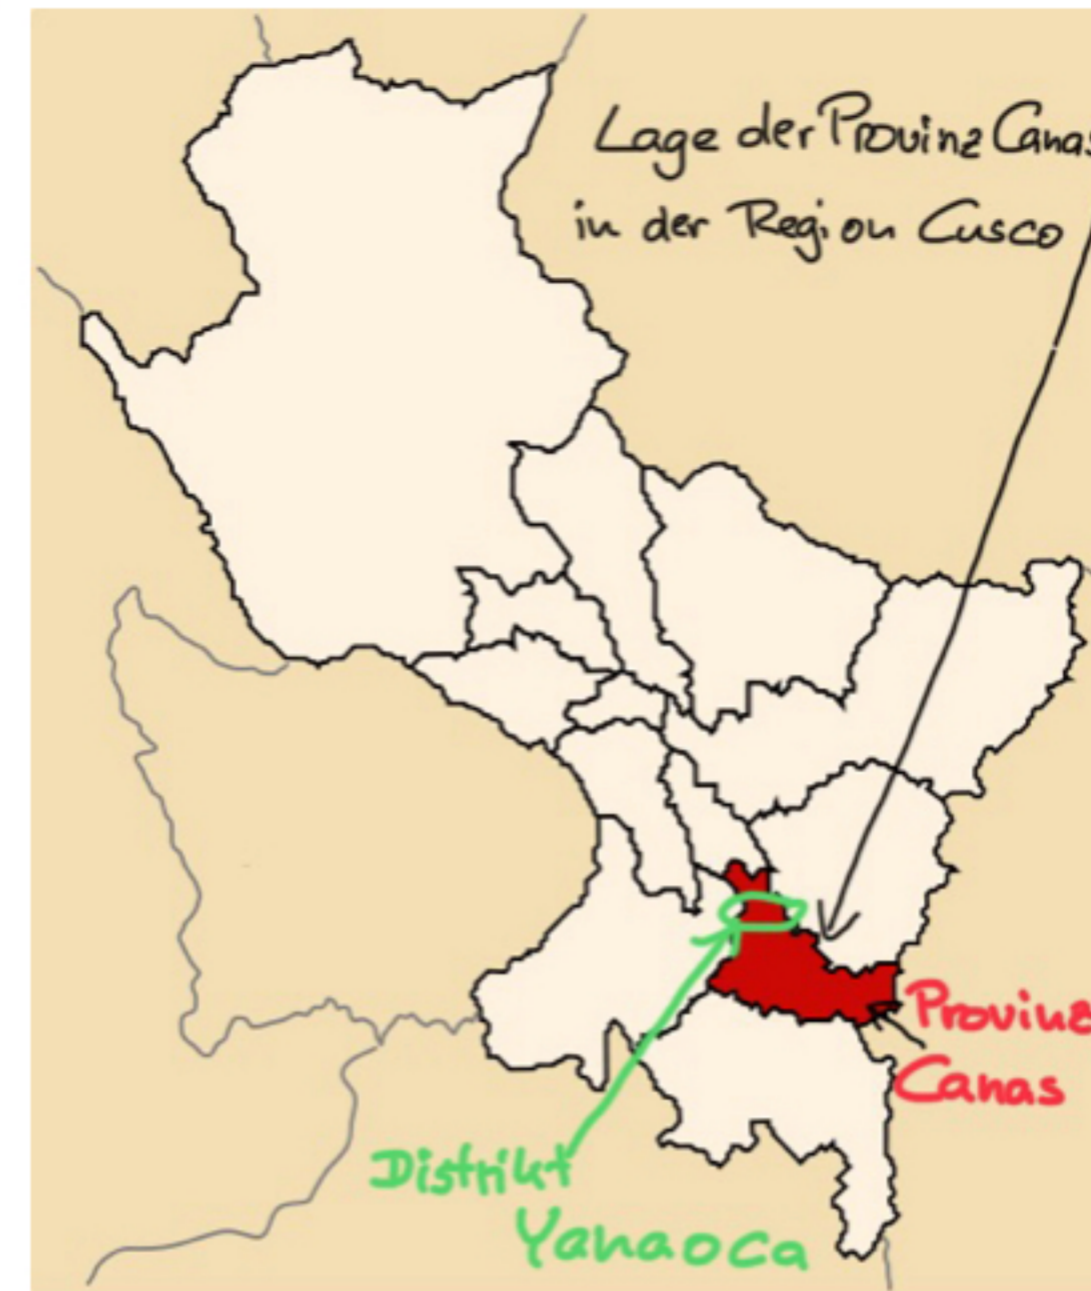 Lage der Provinz Canas
in der Region Cusco
Provinz
Canas
Distrikt
Yanaoca